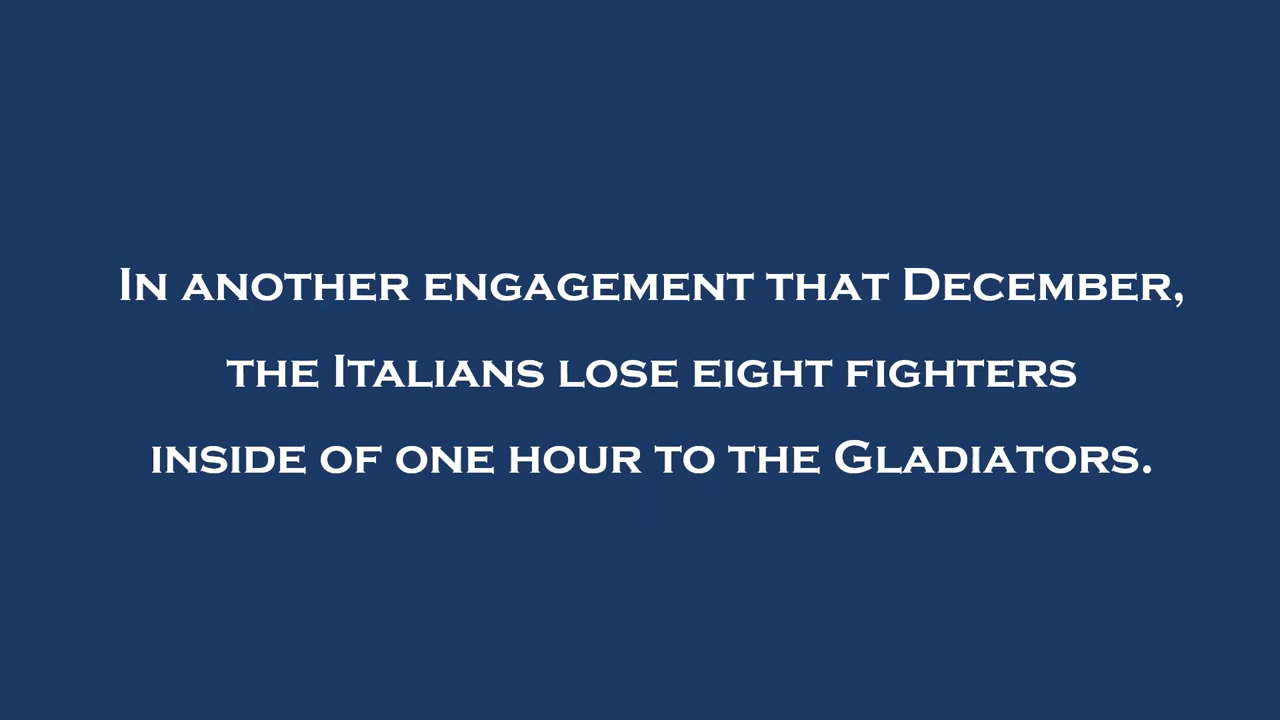 In another engagement that December,
the Italians lose eight fighters
inside of one hour to the Gladiators.